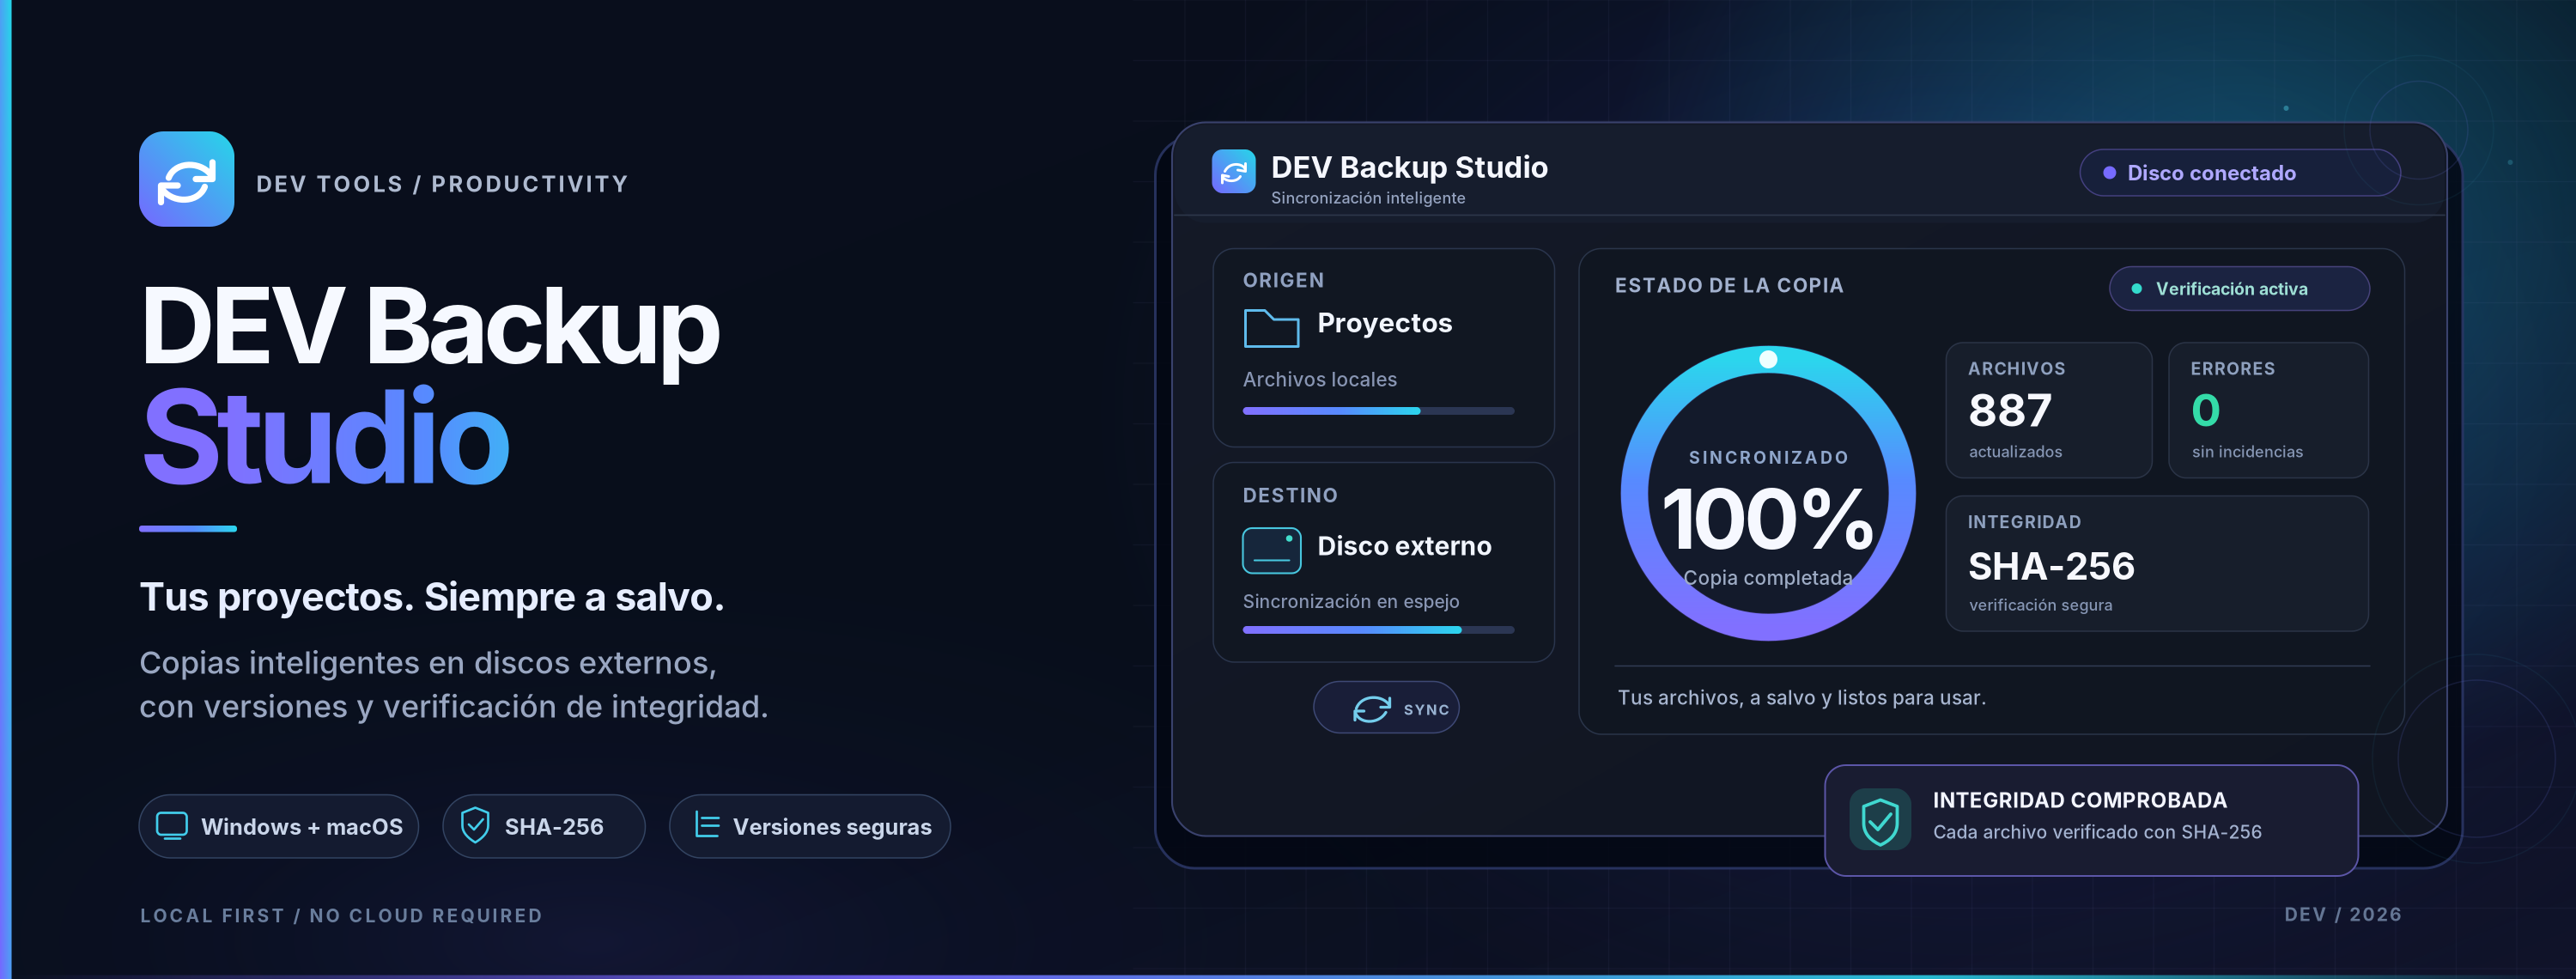 DEV TOOLS / PRODUCTIVITY
DEV Backup
Studio
Tus proyectos. Siempre a salvo.
Copias inteligentes en discos externos,
con versiones y verificación de integridad.
Windows + macOS
SHA-256
Versiones seguras
LOCAL FIRST / NO CLOUD REQUIRED
DEV Backup Studio
Sincronización inteligente
Disco conectado
ORIGEN
Proyectos
Archivos locales
DESTINO
Disco externo
Sincronización en espejo
SYNC
ESTADO DE LA COPIA
Verificación activa
SINCRONIZADO
100%
Copia completada
ARCHIVOS
887
actualizados
ERRORES
0
sin incidencias
INTEGRIDAD
SHA-256
verificación segura
Tus archivos, a salvo y listos para usar.
INTEGRIDAD COMPROBADA
Cada archivo verificado con SHA-256
DEV / 2026